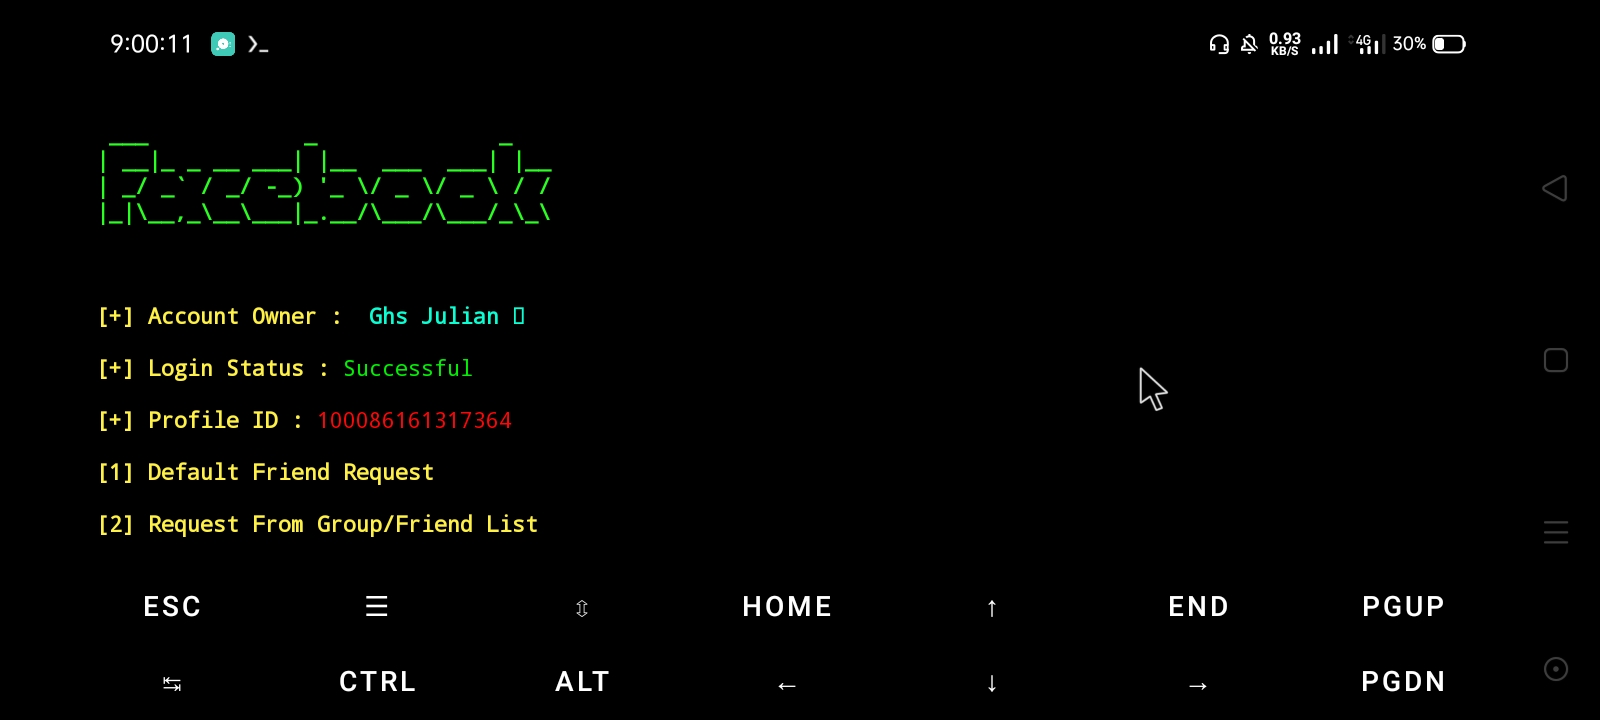 9:00:11 0.93 KB/S 4G 30%
Facebook
[+] Account Owner : Ghs Julian
[+] Login Status : Successful
[+] Profile ID : 100086161317364
[1] Default Friend Request
[2] Request From Group/Friend List
ESC ☰ ⇳ HOME ↑ END PGUP
↹ CTRL ALT ← ↓ → PGDN